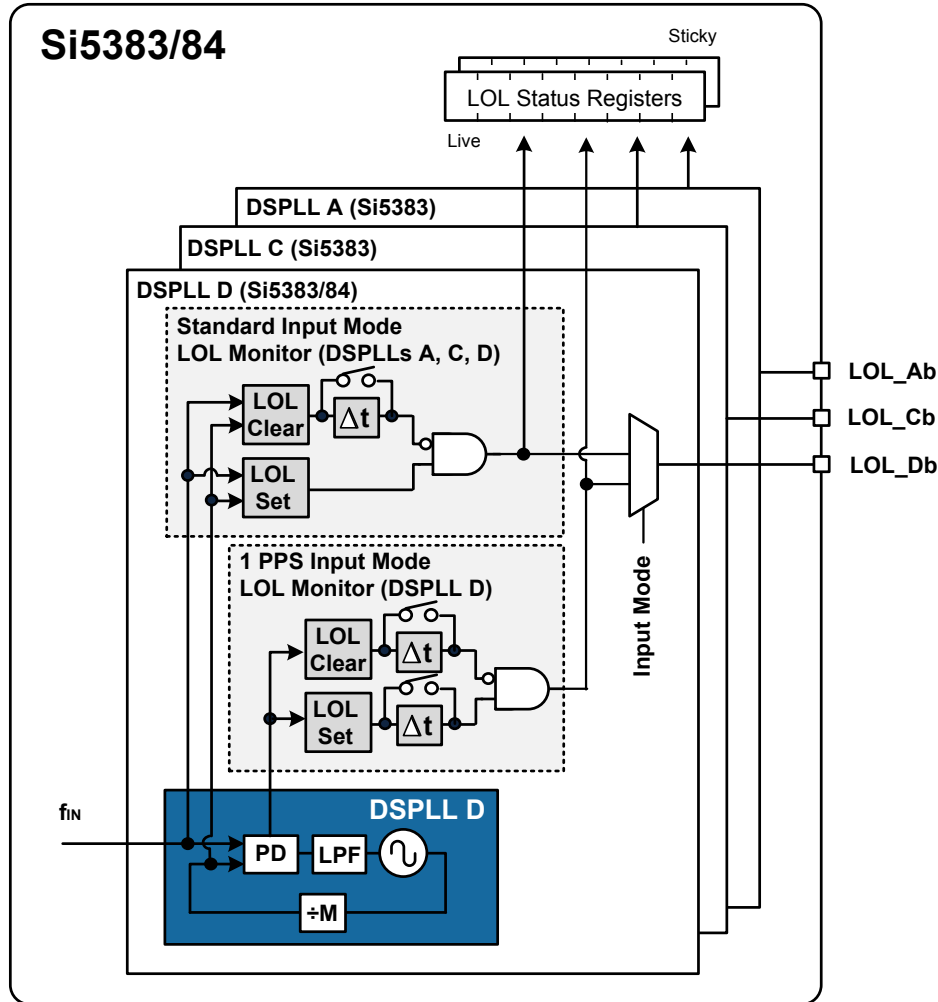 Si5383/84
Sticky
LOL Status Registers
Live
DSPLL A (Si5383)
DSPLL C (Si5383)
DSPLL D (Si5383/84)
Standard Input Mode
LOL Monitor (DSPLLs A, C, D)
LOL
Clear
Δt
LOL
Set
LOL_Ab
LOL_Cb
LOL_Db
1 PPS Input Mode
LOL Monitor (DSPLL D)
LOL
Clear
Δt
LOL
Set
Δt
Input Mode
fIN
DSPLL D
PD
LPF
÷M